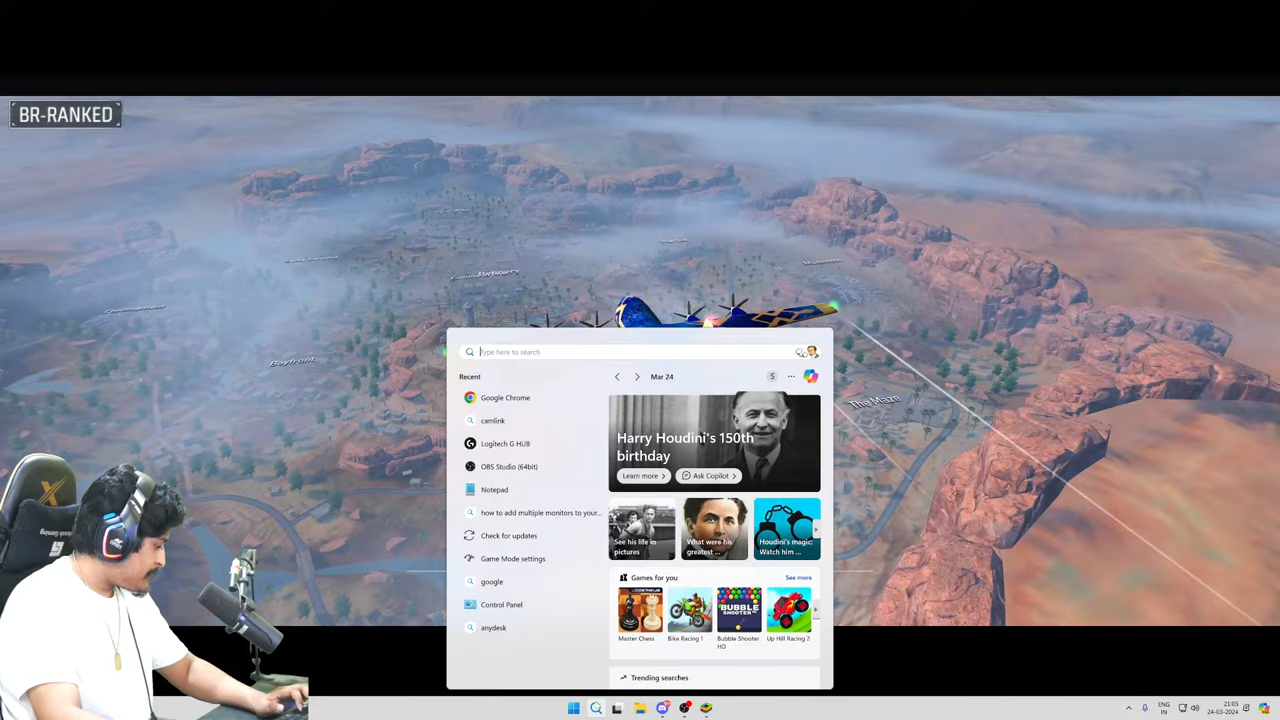 BR-RANKED
Bayfront
The Maze
Type here to search
Recent
Mar 24
S
Google Chrome
camlink
Logitech G HUB
OBS Studio (64bit)
Notepad
how to add multiple monitors to your...
Check for updates
Game Mode settings
google
Control Panel
anydesk
Harry Houdini's 150th
birthday
Learn more
Ask Copilot
See his life in
pictures
What were his
greatest ...
Houdini's magic:
Watch him ...
Games for you
See more
Master Chess
Bike Racing 1
Bubble Shooter
HD
Up Hill Racing 2
BUBBLE
SHOOTER
Trending searches
ENG
IN
21:05
24-03-2024